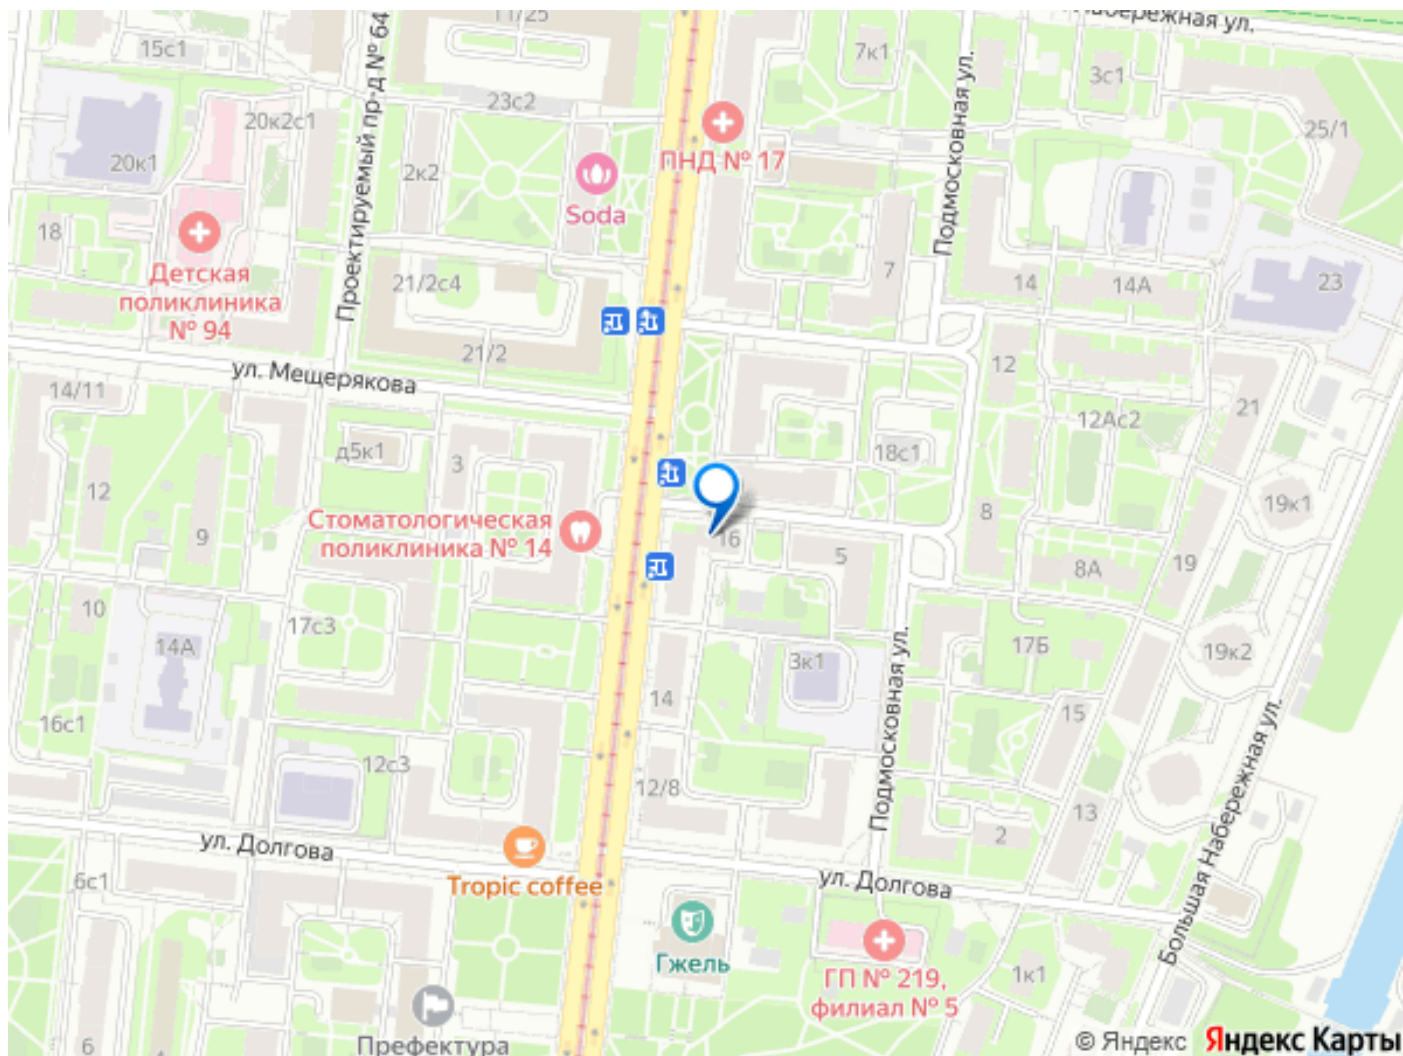 11/25
Набережная ул.
15с1
7к1
3с1
23с2
25/1
20к2с1
20к1
ПНД № 17
2к2
Проектируемый пр-д № 64
Подмосковная ул.
Soda
18
Детская
поликлиника
№ 94
21/2с4
7
14
14А
23
21/2
ул. Мещерякова
12
14/11
21
12Ас2
д5к1
3
18с1
12
19к1
8
Стоматологическая
поликлиника № 14
9
16
5
8А
19
10
17с3
14А
17Б
19к2
3к1
14
Подмосковная ул.
16с1
15
12с3
12/8
13
2
Большая Набережная ул.
ул. Долгова
Tropic coffee
6с1
ул. Долгова
Гжель
ГП № 219,
филиал № 5
1к1
6
Префектура
© Яндекс Яндекс Карты